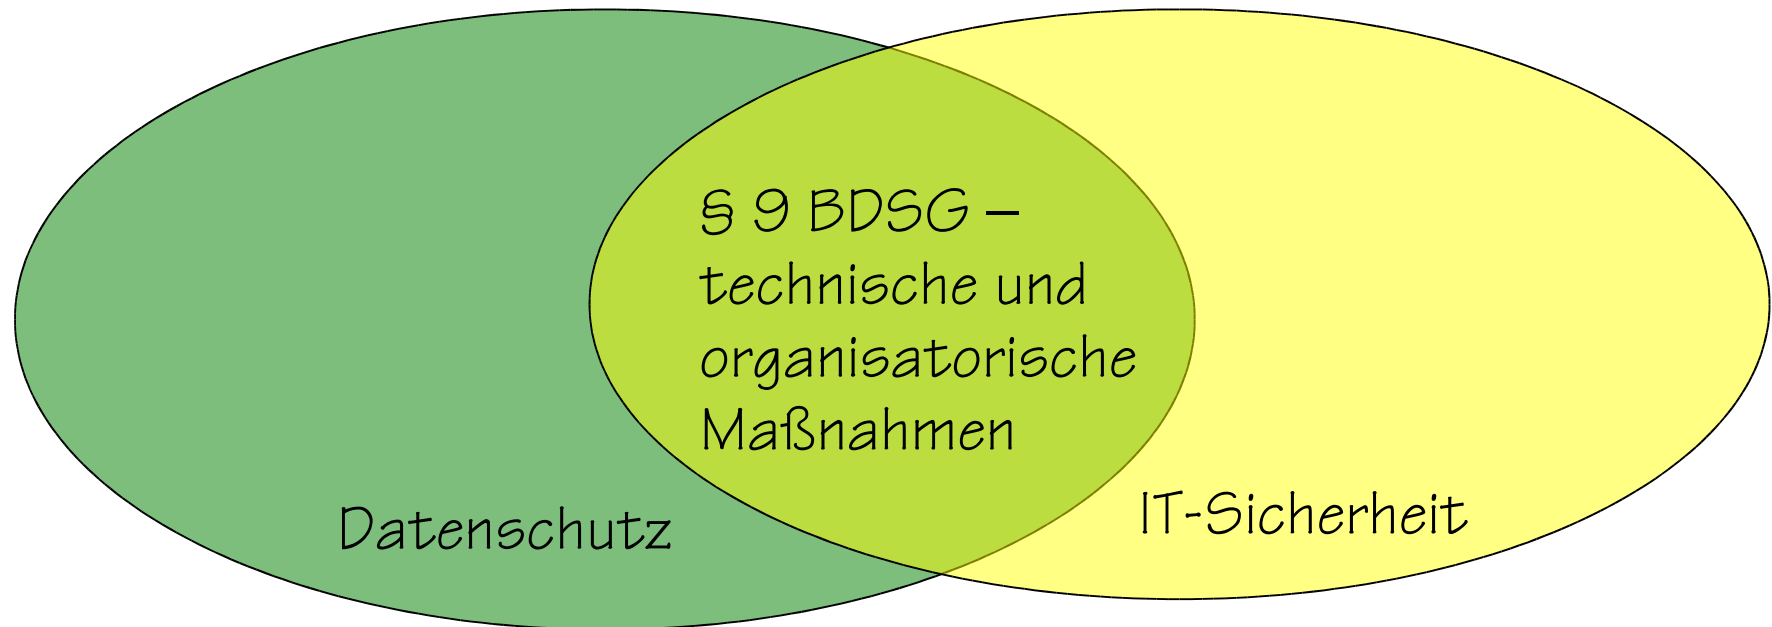 § 9 BDSG –
technische und
organisatorische
Maßnahmen
Datenschutz
IT-Sicherheit